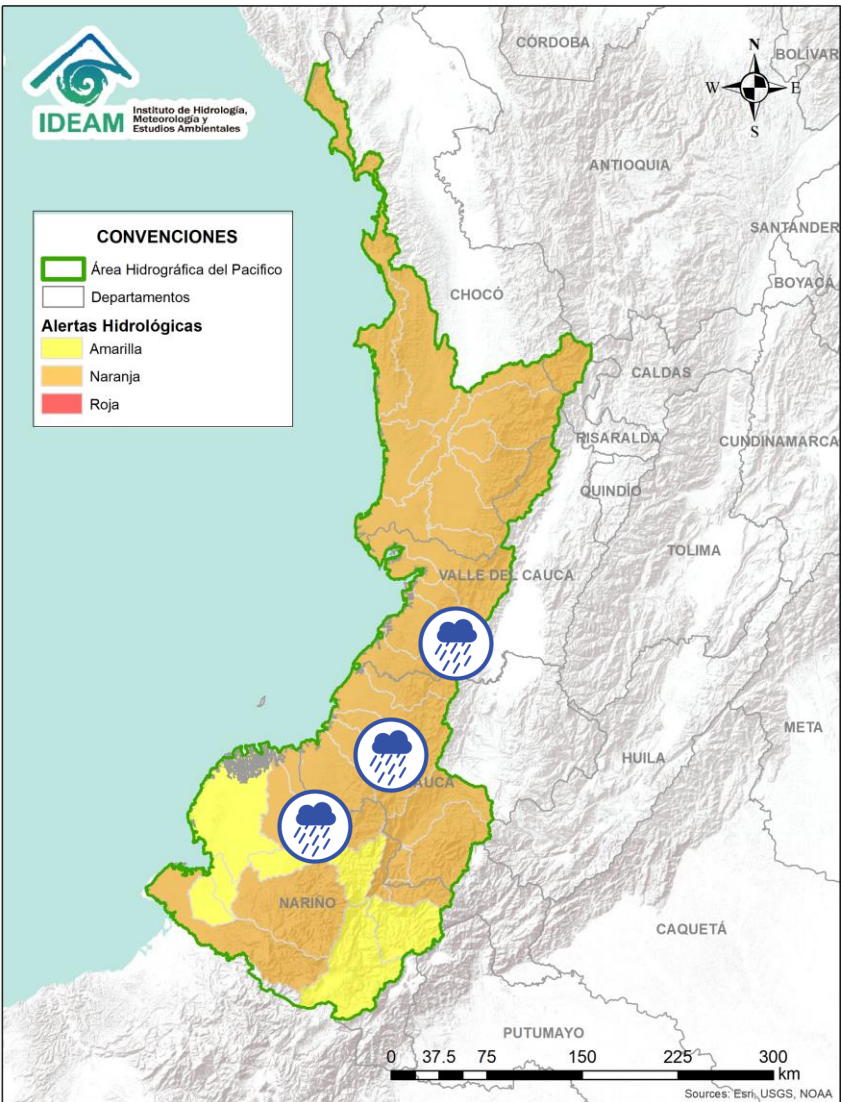 IDEAM
Instituto de Hidrología,
Meteorología y
Estudios Ambientales
N
W
E
S
CONVENCIONES
Área Hidrográfica del Pacifico
Departamentos
Alertas Hidrológicas
Amarilla
Naranja
Roja
CÓRDOBA
BOLIVAR
ANTIOQUIA
SANTANDER
BOYACÁ
CHOCÓ
CALDAS
RISARALDA
CUNDINAMARCA
QUINDÍO
TOLIMA
VALLE DEL CAUCA
META
HUILA
AUCA
NARIÑO
CAQUETÁ
PUTUMAYO
0 37.5 75 150 225 300
km
Sources: Esri, USGS, NOAA